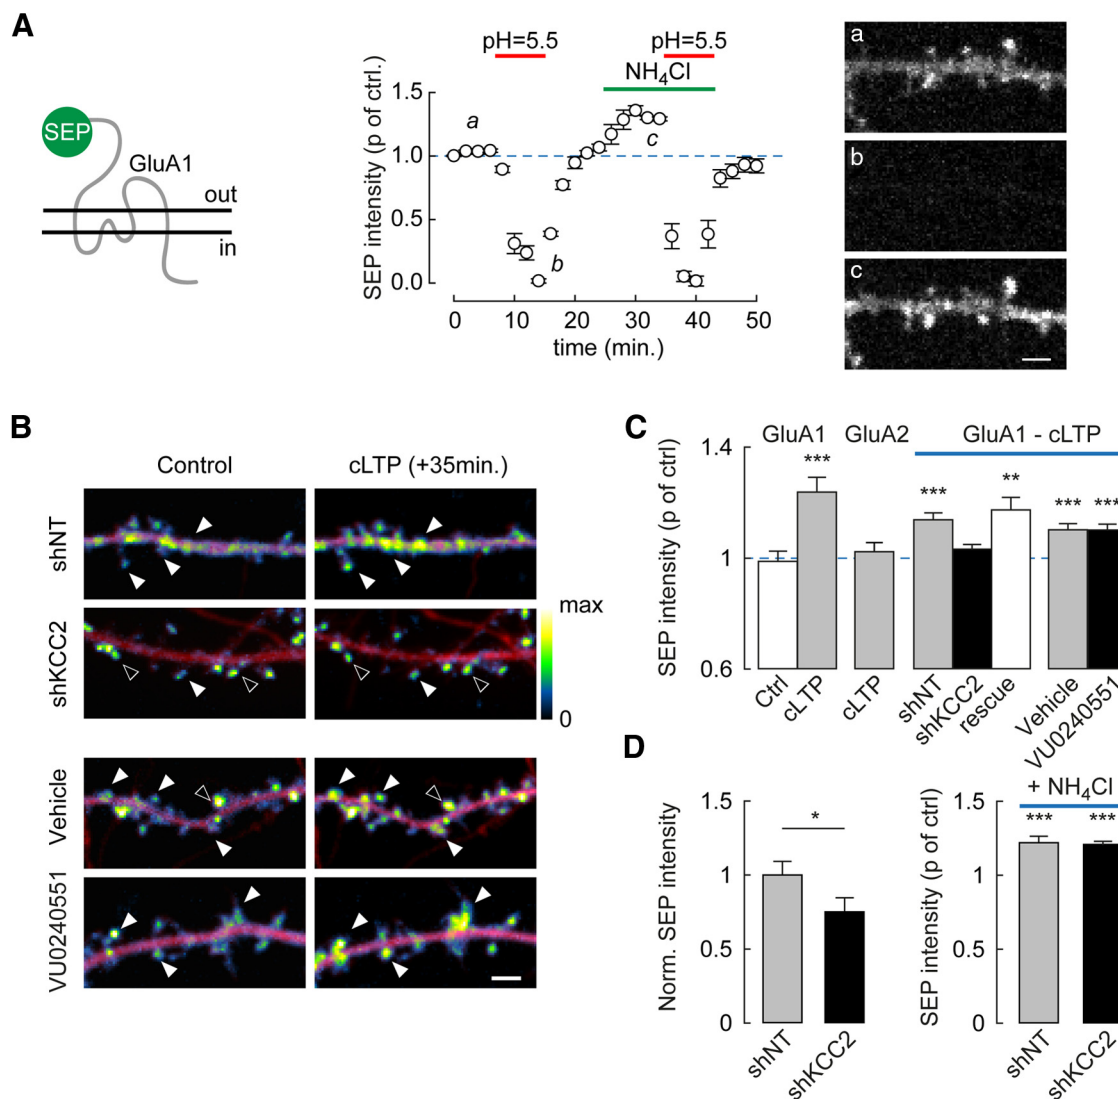 A
SEP
GluA1
out
in
pH=5.5
pH=5.5
NH4Cl
SEP intensity (p of ctrl.)
1.5
1.0
0.5
0.0
a
b
c
0
10
20
30
40
50
time (min.)
a
b
c
B
Control
cLTP (+35min.)
shNT
shKCC2
Vehicle
VU0240551
max
0
C
GluA1
GluA2
GluA1 - cLTP
SEP intensity (p of ctrl)
1.4
1
0.6
***
***
**
***
***
Ctrl
cLTP
cLTP
shNT
shKCC2
rescue
Vehicle
VU0240551
D
Norm. SEP intensity
1.5
1
0.5
0
*
shNT
shKCC2
+ NH4Cl
SEP intensity (p of ctrl)
1.5
1
0.5
0
***
***
shNT
shKCC2